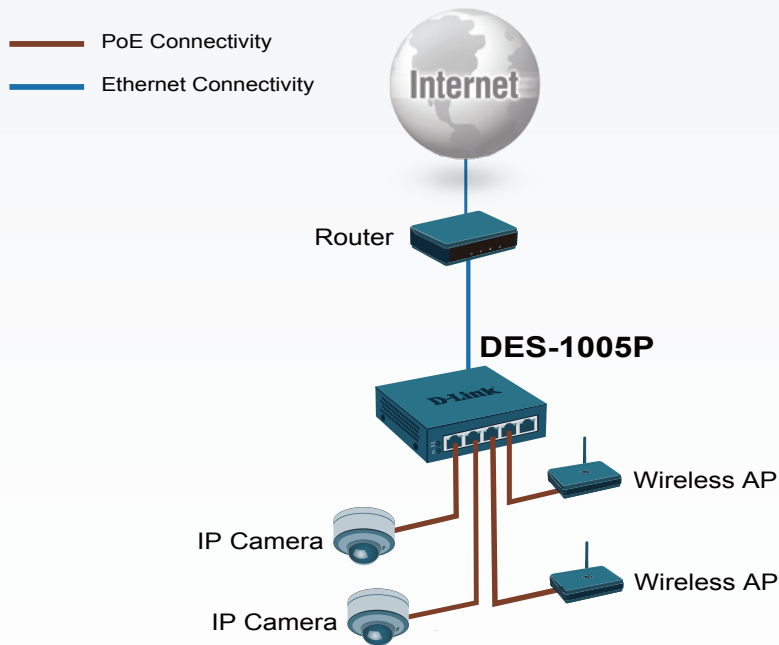 PoE Connectivity
Ethernet Connectivity
Internet
Router
DES-1005P
D-Link
Wireless AP
IP Camera
Wireless AP
IP Camera